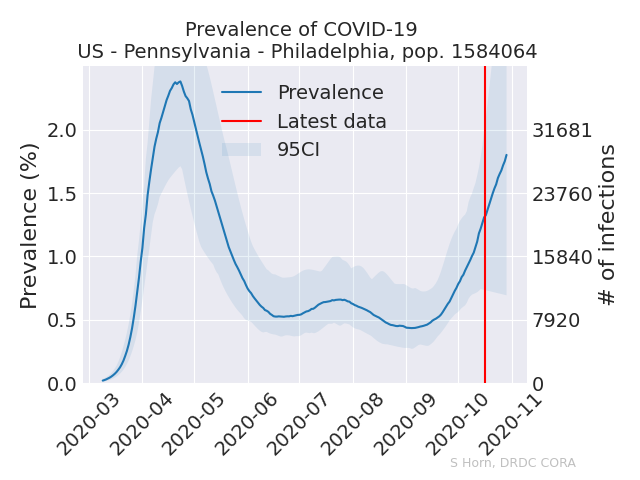 Prevalence of COVID-19
US - Pennsylvania - Philadelphia, pop. 1584064
Prevalence
Latest data
95CI
Prevalence (%)
2.0
1.5
1.0
0.5
0.0
31681
23760
15840
7920
0
# of infections
2020-03
2020-04
2020-05
2020-06
2020-07
2020-08
2020-09
2020-10
2020-11
S Horn, DRDC CORA